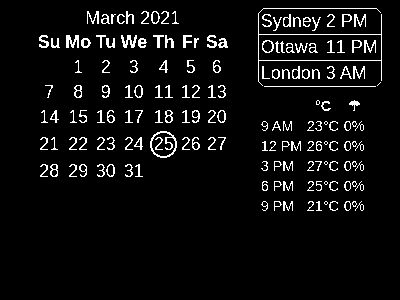 March 2021
Su Mo Tu We Th Fr Sa
1 2 3 4 5 6
7 8 9 10 11 12 13
14 15 16 17 18 19 20
21 22 23 24 25 26 27
28 29 30 31
Sydney 2 PM
Ottawa 11 PM
London 3 AM
°C
9 AM 23°C 0%
12 PM 26°C 0%
3 PM 27°C 0%
6 PM 25°C 0%
9 PM 21°C 0%